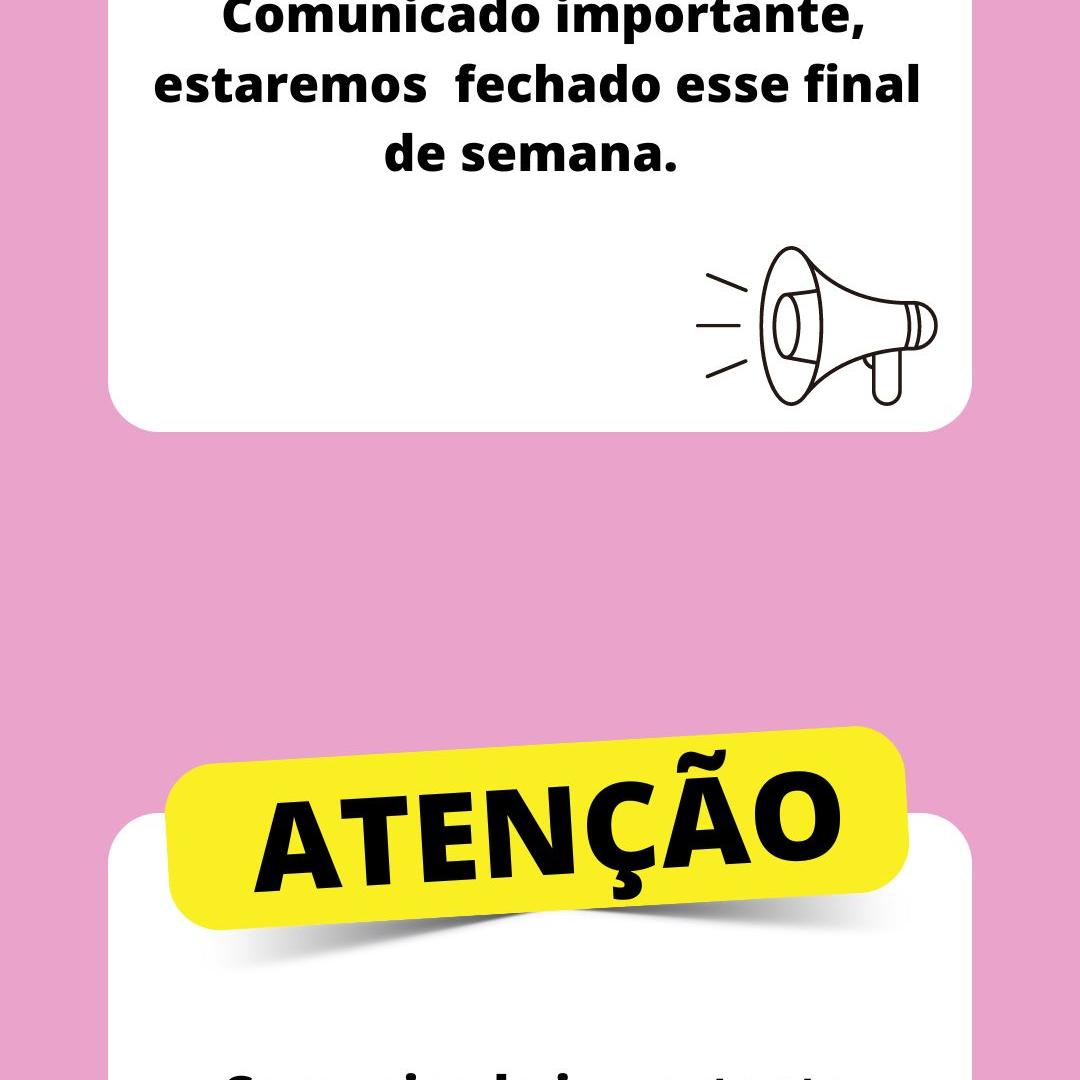 Comunicado importante,
estaremos  fechado esse final
de semana.
ATENÇÃO